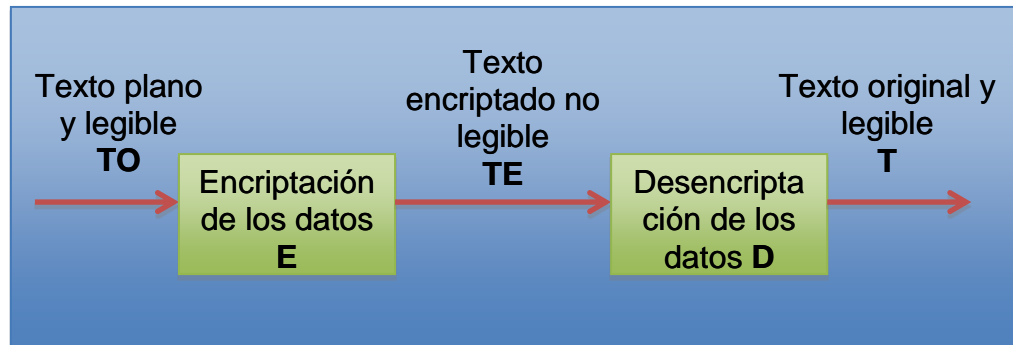 Texto plano
y legible
TO
Encriptación
de los datos
E
Texto
encriptado no
legible
TE
Desencripta
ción de los
datos D
Texto original y
legible
T